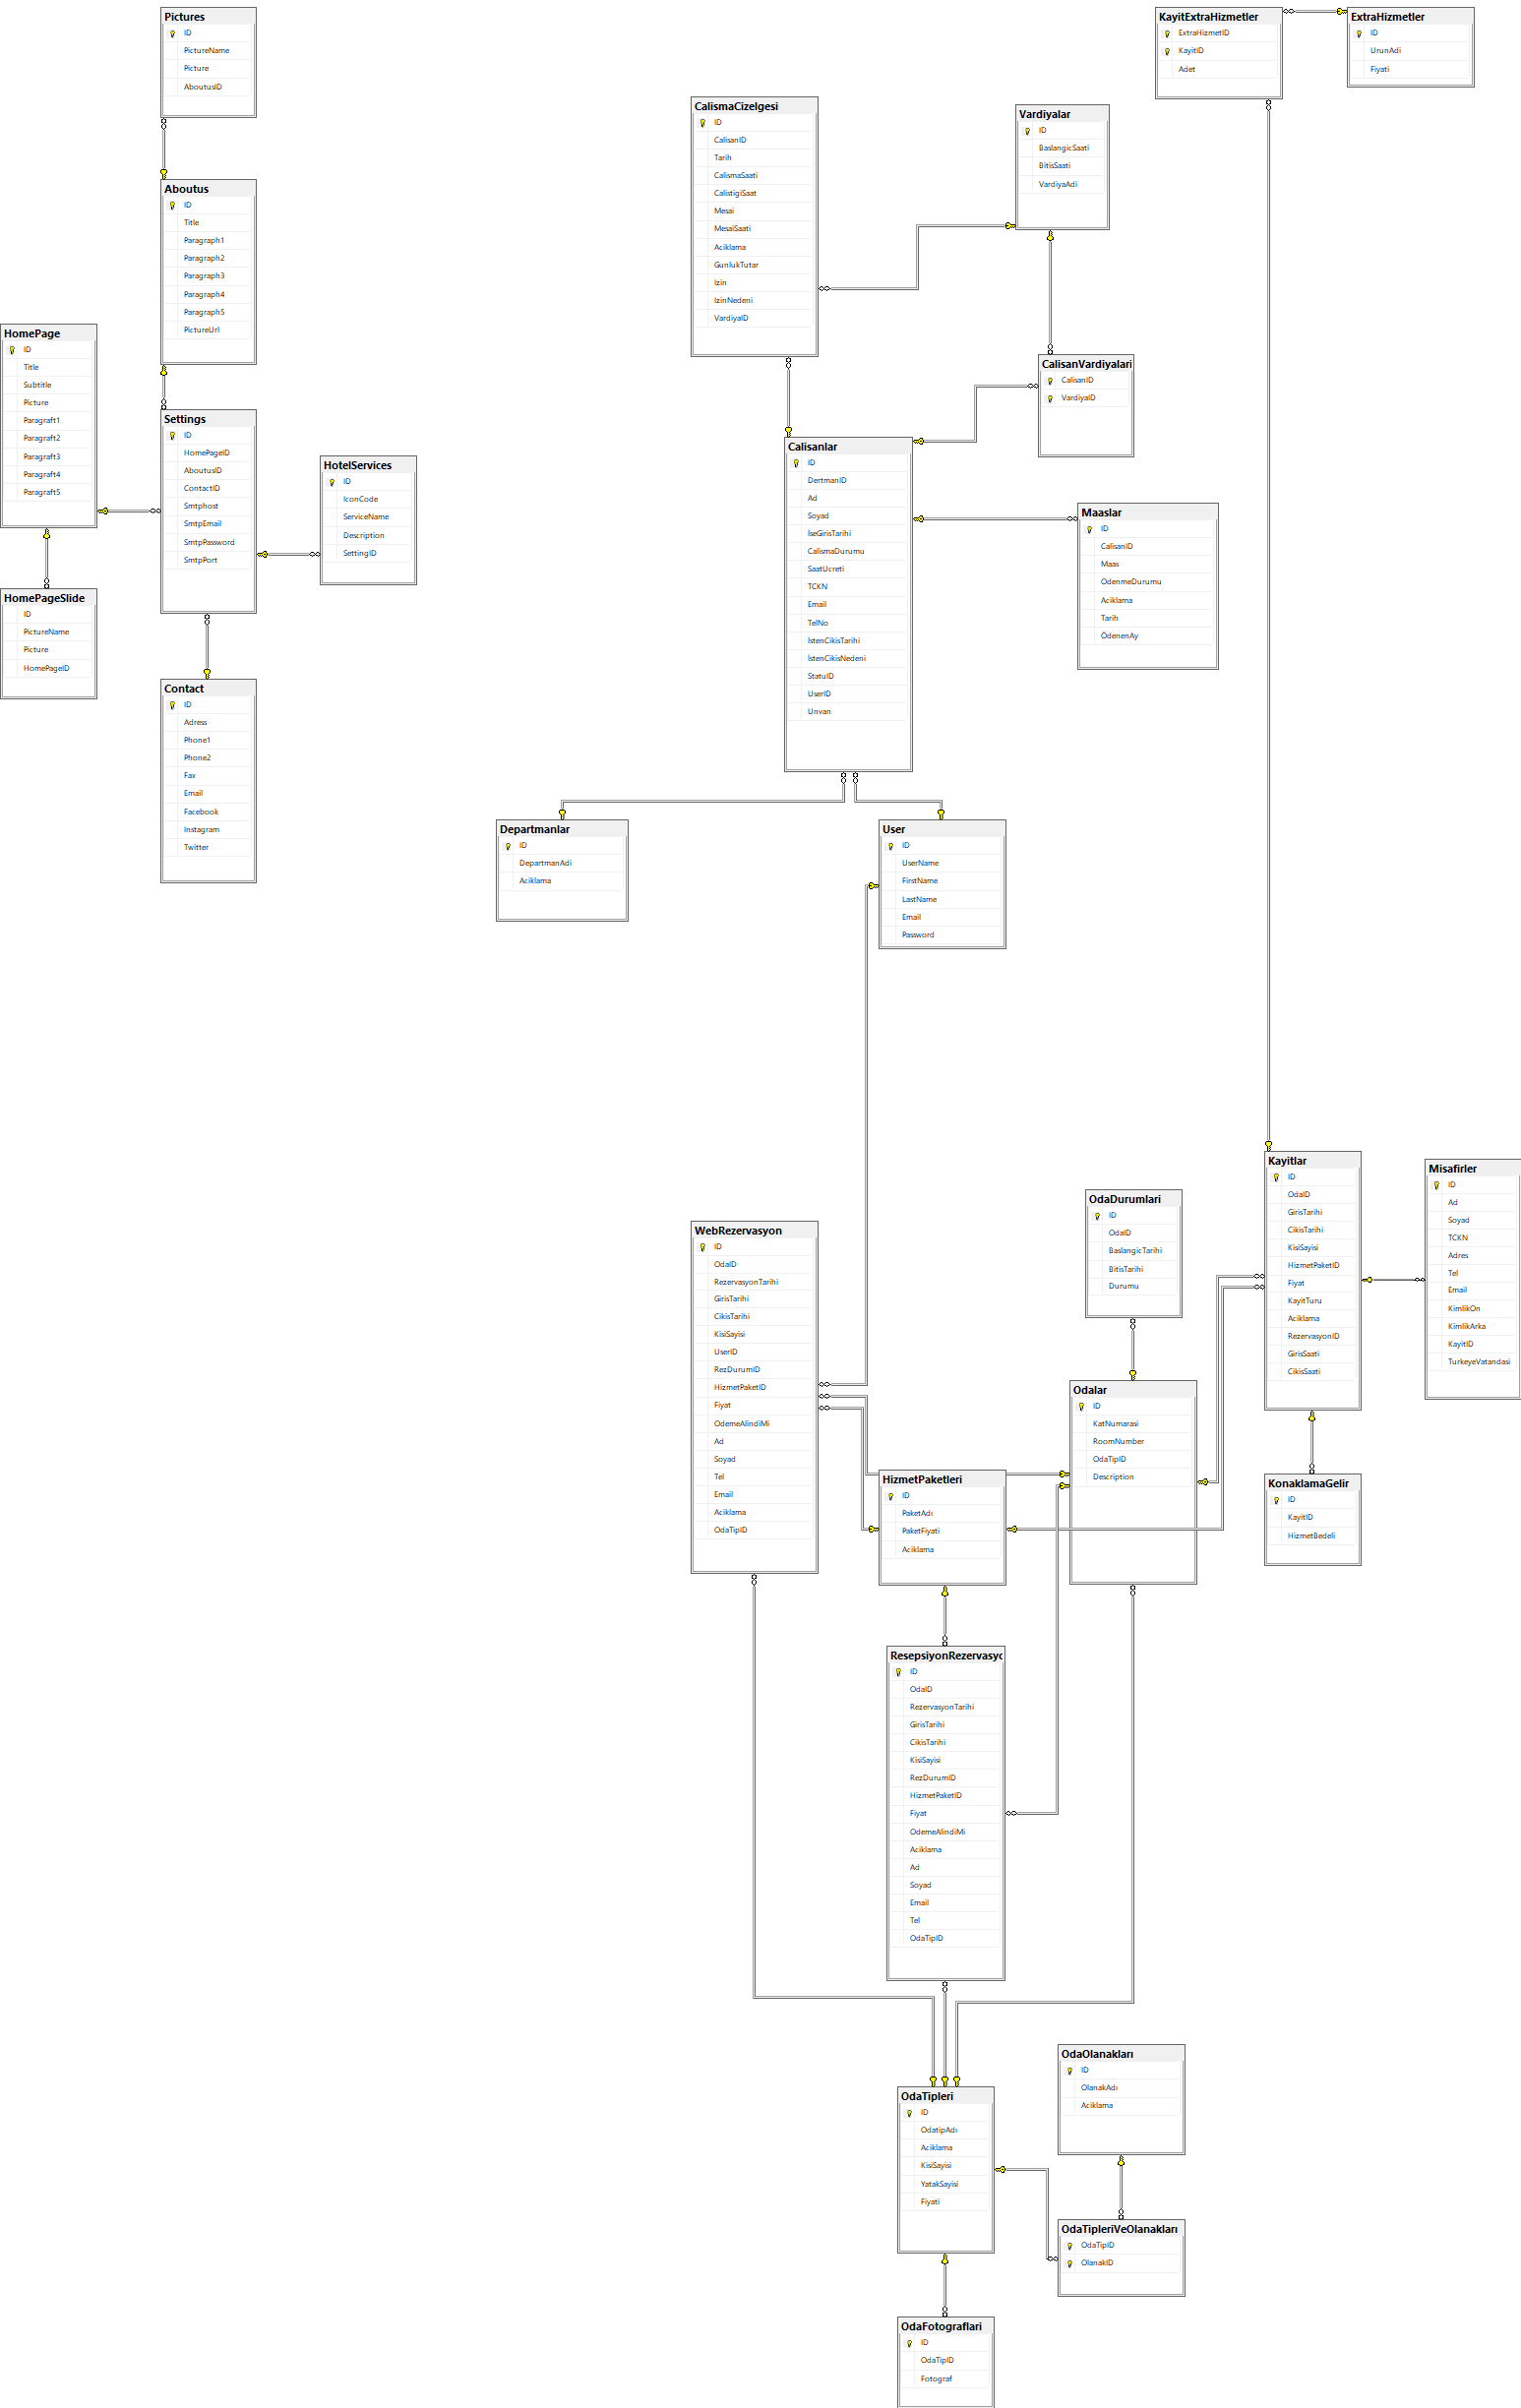 Pictures
ID
PictureName
Picture
AboutusID
KayitExtraHizmetler
ExtraHizmetID
KayitID
Adet
ExtraHizmetler
ID
UrunAdi
Fiyati
CalismaCizelgesi
ID
CalisanID
Tarih
CalismaSaati
CalistigiSaat
Mesai
MesaiSaati
Aciklama
GunlukTutar
Izin
IzinNedeni
VardiyaID
Vardiyalar
ID
BaslangicSaati
BitisSaati
VardiyaAdi
Aboutus
ID
Title
Paragraph1
Paragraph2
Paragraph3
Paragraph4
Paragraph5
PictureUrl
HomePage
ID
Title
Subtitle
Picture
Paragraft1
Paragraft2
Paragraft3
Paragraft4
Paragraft5
CalisanVardiyalari
CalisanID
VardiyaID
Settings
ID
HomePageID
AboutusID
ContactID
Smtphost
SmtpEmail
SmtpPassword
SmtpPort
HotelServices
ID
IconCode
ServiceName
Description
SettingID
Calisanlar
ID
DertmanID
Ad
Soyad
IseGirisTarihi
CalismaDurumu
SaatUcreti
TCKN
Email
TelNo
IstenCikisTarihi
IstenCikisNedeni
StatuID
UserID
Unvan
Maaslar
ID
CalisanID
Maas
OdenmeDurumu
Aciklama
Tarih
ÖdenenAy
HomePageSlide
ID
PictureName
Picture
HomePageID
Contact
ID
Adress
Phone1
Phone2
Fax
Email
Facebook
Instagram
Twitter
Departmanlar
ID
DepartmanAdi
Aciklama
User
ID
UserName
FirstName
LastName
Email
Password
Kayitlar
ID
OdaID
GirisTarihi
CikisTarihi
KisiSayisi
HizmetPaketID
Fiyat
KayitTuru
Aciklama
RezervasyonID
GirisSaati
CikisSaati
Misafirler
ID
Ad
Soyad
TCKN
Adres
Tel
Email
KimlikOn
KimlikArka
KayitID
TurkeyeVatandasi
OdaDurumlari
ID
OdaID
BaslangicTarihi
BitisTarihi
Durumu
WebRezervasyon
ID
OdaID
RezervasyonTarihi
GirisTarihi
CikisTarihi
KisiSayisi
UserID
RezDurumID
HizmetPaketID
Fiyat
OdemeAlindiMi
Ad
Soyad
Tel
Email
Aciklama
OdaTipID
Odalar
ID
KatNumarasi
RoomNumber
OdaTipID
Description
HizmetPaketleri
ID
PaketAdı
PaketFiyati
Aciklama
KonaklamaGelir
ID
KayitID
HizmetBedeli
ResepsiyonRezervasyo
ID
OdaID
RezervasyonTarihi
GirisTarihi
CikisTarihi
KisiSayisi
RezDurumID
HizmetPaketID
Fiyat
OdemeAlindiMi
Aciklama
Ad
Soyad
Email
Tel
OdaTipID
OdaOlanakları
ID
OlanakAdı
Aciklama
OdaTipleri
ID
OdatipAdı
Aciklama
KisiSayisi
YatakSayisi
Fiyati
OdaTipleriVeOlanakları
OdaTipID
OlanakID
OdaFotograflari
ID
OdaTipID
Fotograf